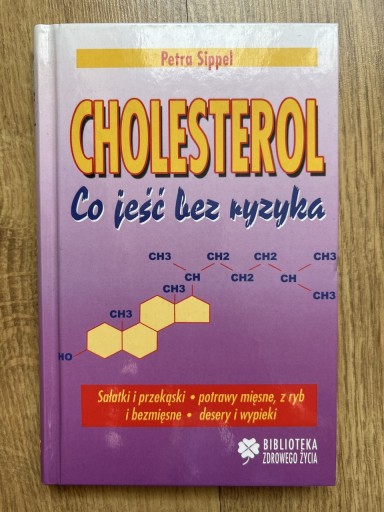 Petra Sippel
CHOLESTEROL
Co jeść bez ryzyka
CH3 CH2 CH2 CH3
CH3 CH CH2 CH2 CH CH3
CH3
HO
Sałatki i przekąski • potrawy mięsne, z ryb
i bezmięsne • desery i wypieki
BIBLIOTEKA
ZDROWEGO ŻYCIA